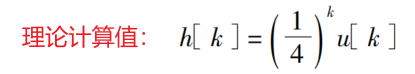 理论计算值： h[ k ] = (1/4)^k u[ k ]